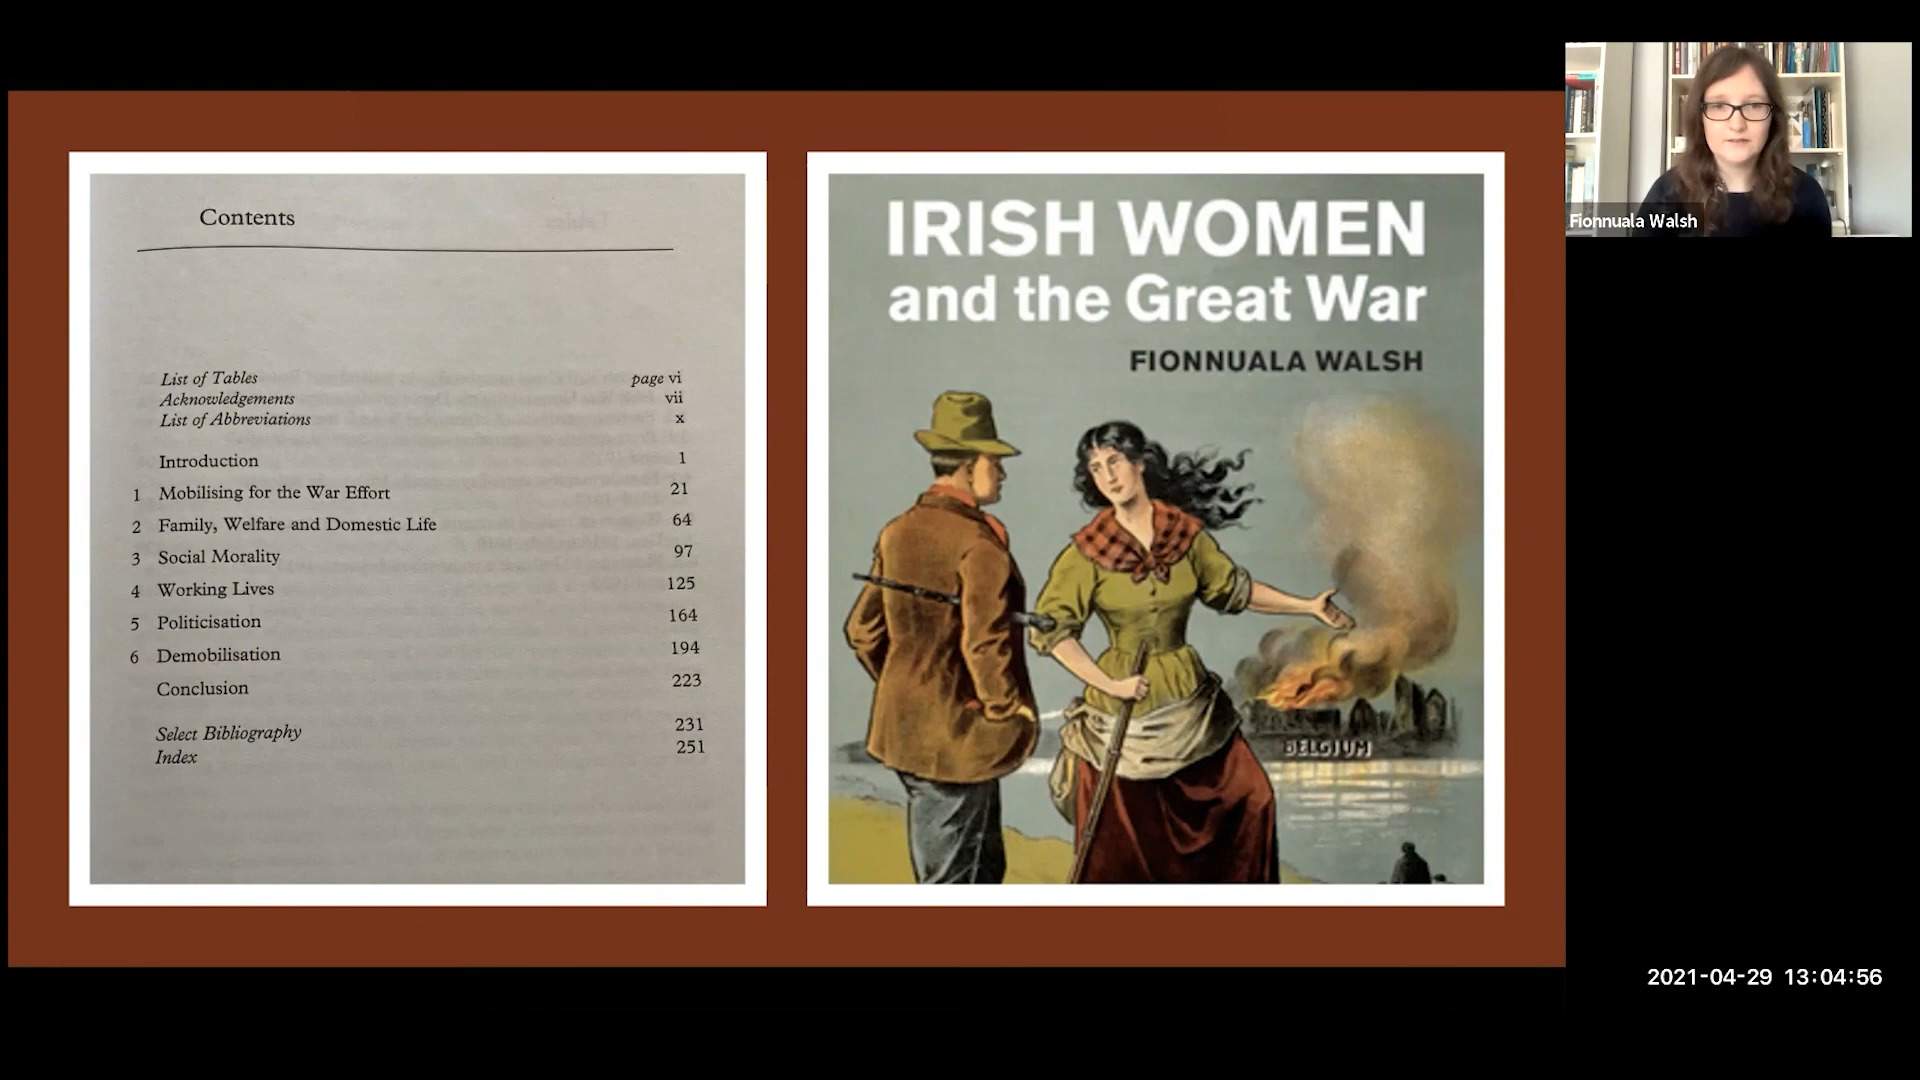 Contents
List of Tables page vi
Acknowledgements vii
List of Abbreviations x
Introduction 1
1 Mobilising for the War Effort 21
2 Family, Welfare and Domestic Life 64
3 Social Morality 97
4 Working Lives 125
5 Politicisation 164
6 Demobilisation 194
Conclusion 223
Select Bibliography 231
Index 251
IRISH WOMEN
and the Great War
FIONNUALA WALSH
BELGIUM
Fionnuala Walsh
2021-04-29 13:04:56